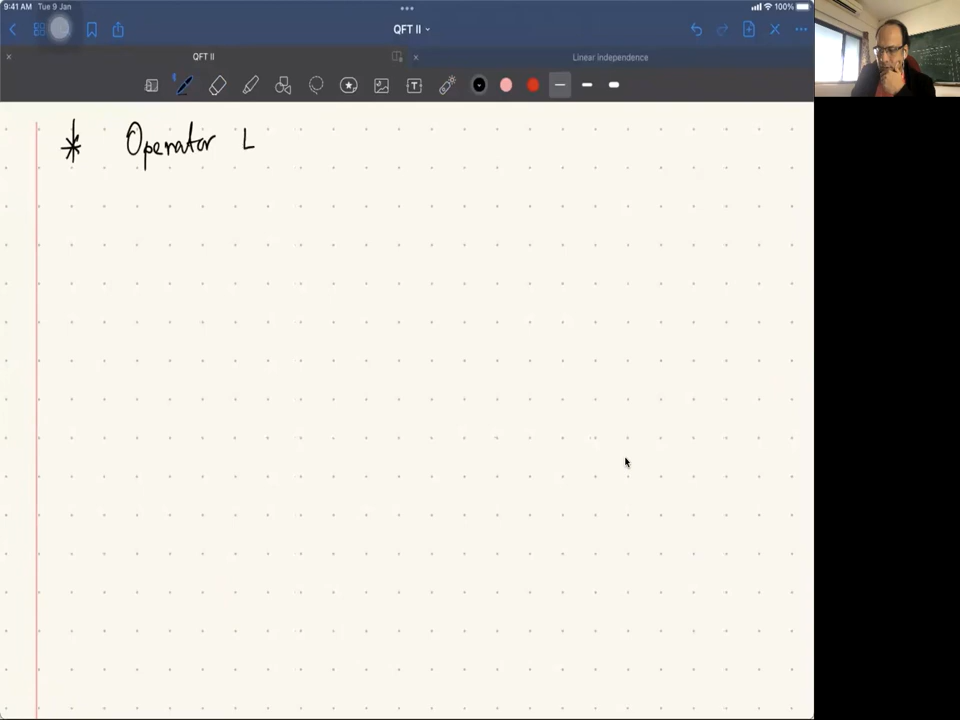 9:41 AM Tue 9 Jan
100%
QFT II
QFT II
Linear independence
* Operator L